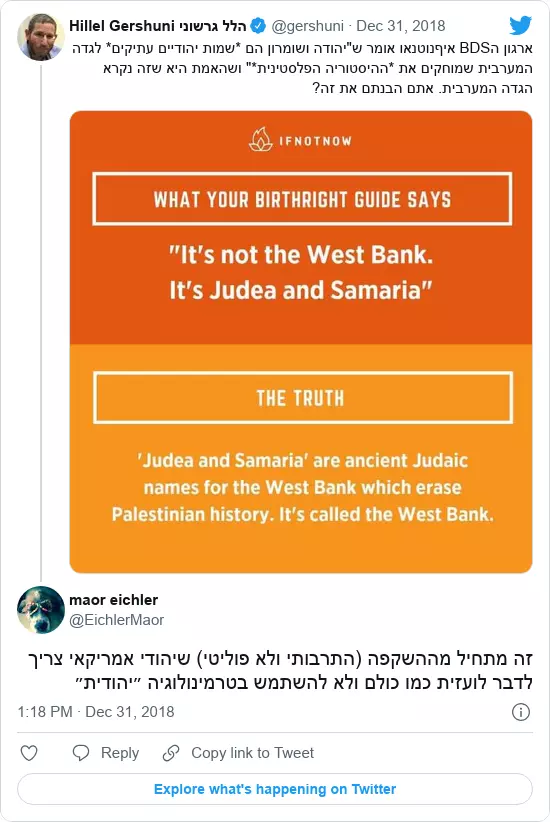 Hillel Gershuni הלל גרשוני @gershuni · Dec 31, 2018
ארגון הBDS איףנוטנאו אומר ש"יהודה ושומרון הם *שמות יהודיים עתיקים* לגדה
המערבית שמוחקים את *ההיסטוריה הפלסטינית*" ושהאמת היא שזה נקרא
הגדה המערבית. אתם הבנתם את זה?
IFNOTNOW
WHAT YOUR BIRTHRIGHT GUIDE SAYS
"It's not the West Bank.
It's Judea and Samaria"
THE TRUTH
'Judea and Samaria' are ancient Judaic
names for the West Bank which erase
Palestinian history. It's called the West Bank.
maor eichler
@EichlerMaor
זה מתחיל מההשקפה (התרבותי ולא פוליטי) שיהודי אמריקאי צריך
לדבר לועזית כמו כולם ולא להשתמש בטרמינולוגיה ״יהודית״
1:18 PM · Dec 31, 2018
Reply
Copy link to Tweet
Explore what's happening on Twitter